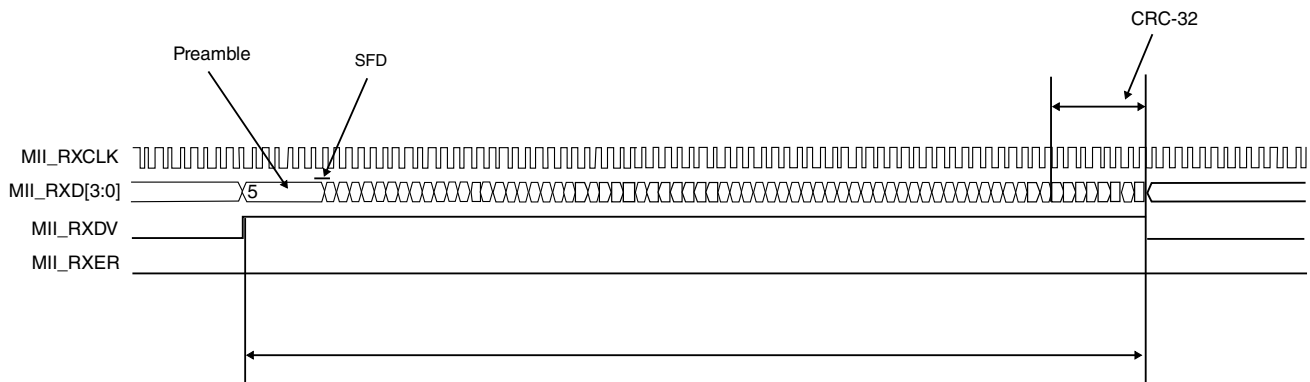 CRC-32
Preamble
SFD
MII_RXCLK
MII_RXD[3:0]
5
MII_RXDV
MII_RXER